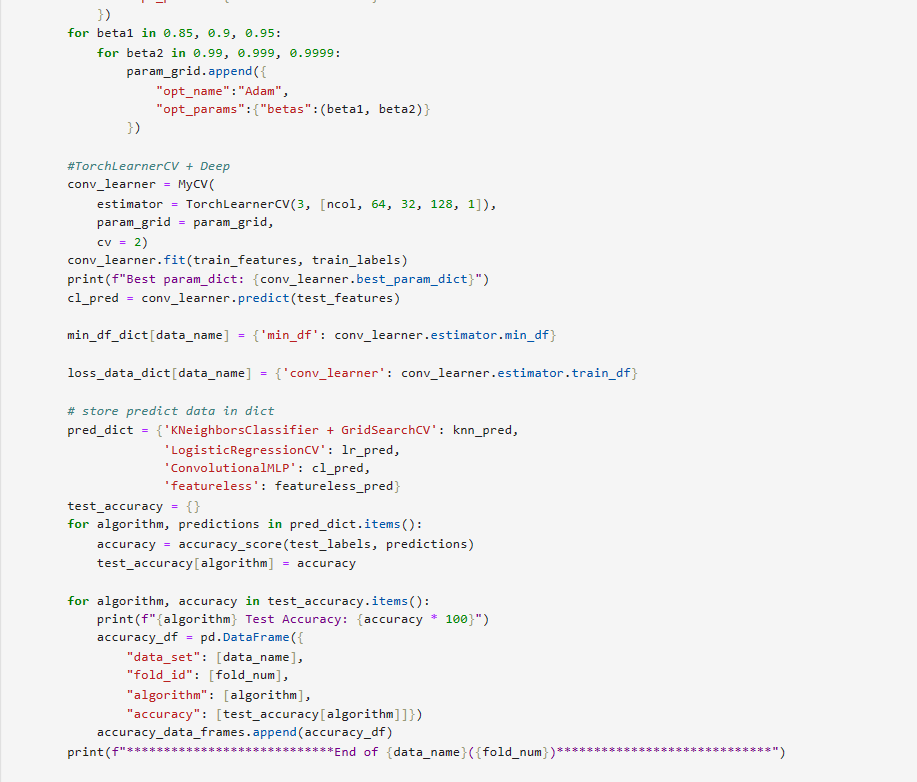 })
for beta1 in 0.85, 0.9, 0.95:
    for beta2 in 0.99, 0.999, 0.9999:
        param_grid.append({
            "opt_name":"Adam",
            "opt_params":{"betas":(beta1, beta2)}
        })
#TorchLearnerCV + Deep
conv_learner = MyCV(
    estimator = TorchLearnerCV(3, [ncol, 64, 32, 128, 1]),
    param_grid = param_grid,
    cv = 2)
conv_learner.fit(train_features, train_labels)
print(f"Best param_dict: {conv_learner.best_param_dict}")
cl_pred = conv_learner.predict(test_features)
min_df_dict[data_name] = {'min_df': conv_learner.estimator.min_df}
loss_data_dict[data_name] = {'conv_learner': conv_learner.estimator.train_df}
# store predict data in dict
pred_dict = {'KNeighborsClassifier + GridSearchCV': knn_pred,
             'LogisticRegressionCV': lr_pred,
             'ConvolutionalMLP': cl_pred,
             'featureless': featureless_pred}
test_accuracy = {}
for algorithm, predictions in pred_dict.items():
    accuracy = accuracy_score(test_labels, predictions)
    test_accuracy[algorithm] = accuracy
for algorithm, accuracy in test_accuracy.items():
    print(f"{algorithm} Test Accuracy: {accuracy * 100}")
    accuracy_df = pd.DataFrame({
        "data_set": [data_name],
        "fold_id": [fold_num],
        "algorithm": [algorithm],
        "accuracy": [test_accuracy[algorithm]]})
    accuracy_data_frames.append(accuracy_df)
print(f"****************************End of {data_name}({fold_num})*****************************")